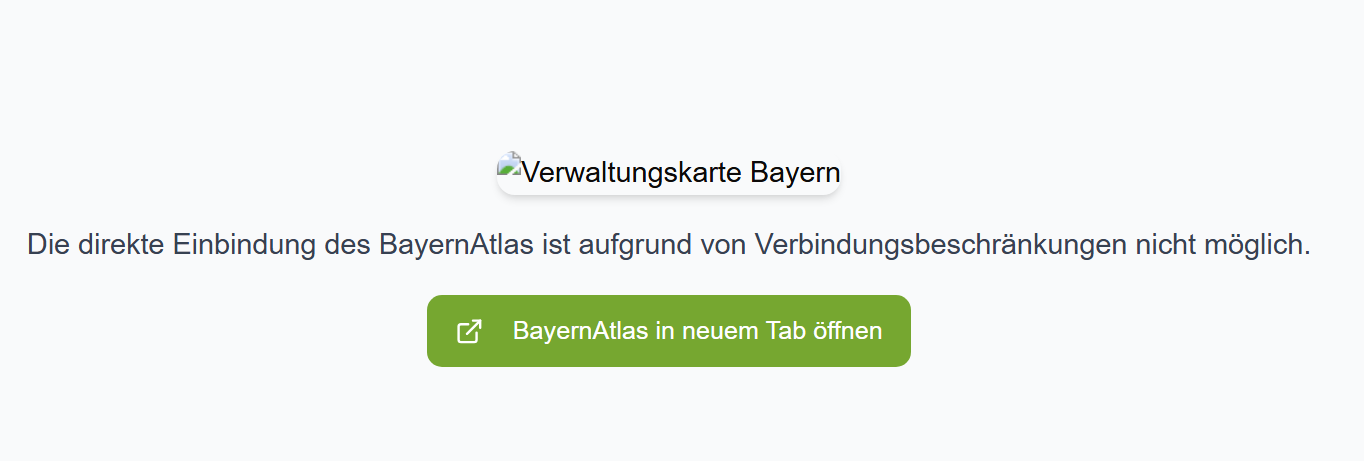 Verwaltungskarte Bayern
Die direkte Einbindung des BayernAtlas ist aufgrund von Verbindungsbeschränkungen nicht möglich.
BayernAtlas in neuem Tab öffnen